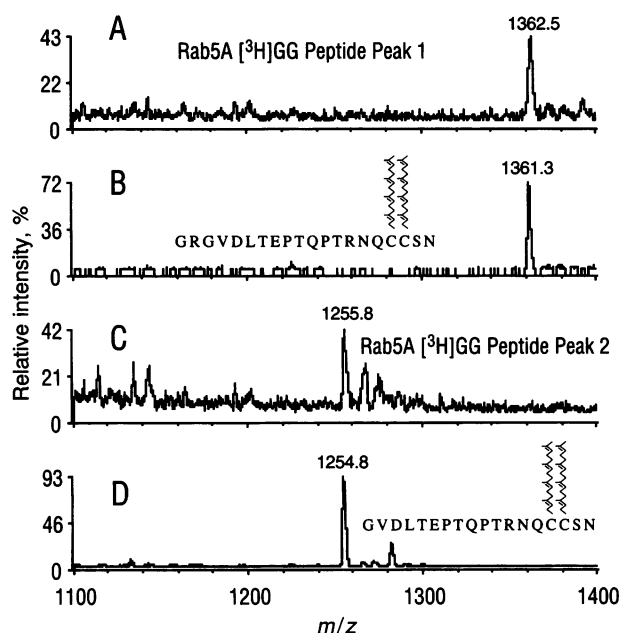 A
Rab5A [³H]GG Peptide Peak 1
1362.5
43
22
0
B
1361.3
72
36
0
GRGVDLTEPTQPTRNQCCSN
Relative intensity, %
C
1255.8
Rab5A [³H]GG Peptide Peak 2
42
21
0
D
1254.8
93
46
0
GVDLTEPTQPTRNQCCSN
1100 1200 1300 1400
m/z